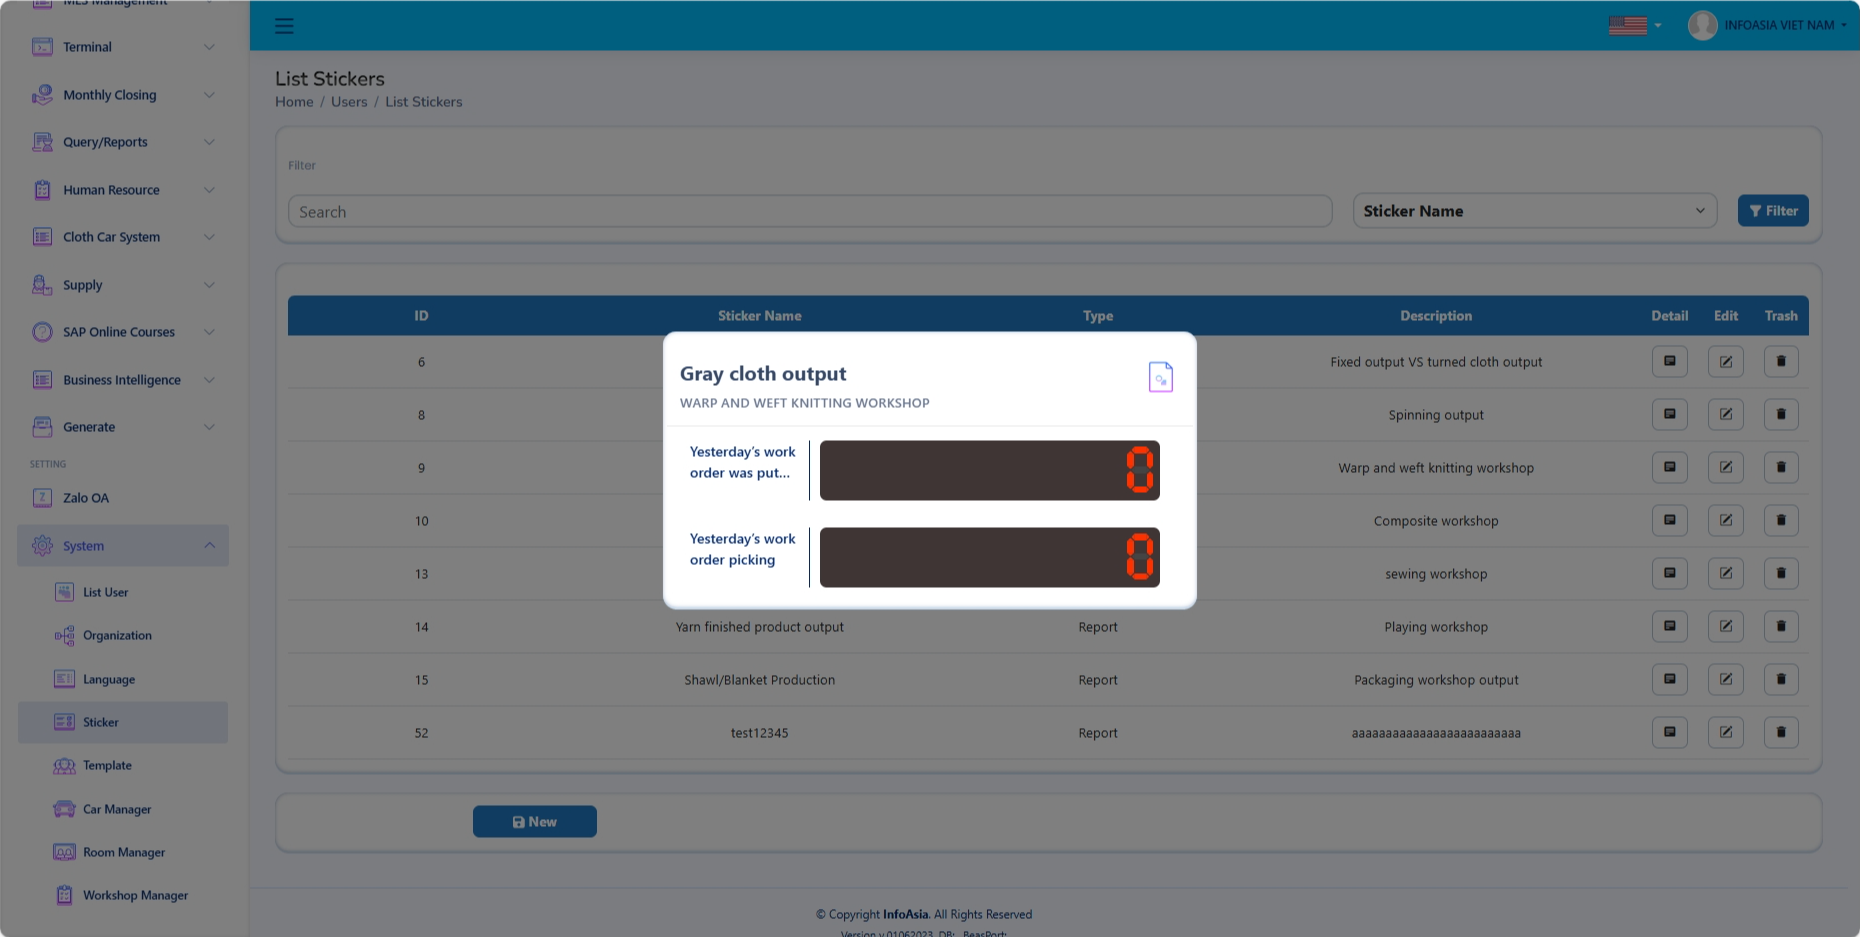 MES Management
Terminal
Monthly Closing
Query/Reports
Human Resource
Cloth Car System
Supply
SAP Online Courses
Business Intelligence
Generate
SETTING
Zalo OA
System
List User
Organization
Language
Sticker
Template
Car Manager
Room Manager
Workshop Manager
INFOASIA VIET NAM
List Stickers
Home / Users / List Stickers
Filter
Search
Sticker Name
Filter
ID Sticker Name Type Description Detail Edit Trash
6 Fixed output VS turned cloth output
8 Spinning output
9 Warp and weft knitting workshop
10 Composite workshop
13 sewing workshop
14 Yarn finished product output Report Playing workshop
15 Shawl/Blanket Production Report Packaging workshop output
52 test12345 Report aaaaaaaaaaaaaaaaaaaaaaaaa
Gray cloth output
WARP AND WEFT KNITTING WORKSHOP
Yesterday's work
order was put...
0
Yesterday's work
order picking
0
New
© Copyright InfoAsia. All Rights Reserved
Version v.01062023, DB: , BeasPort: